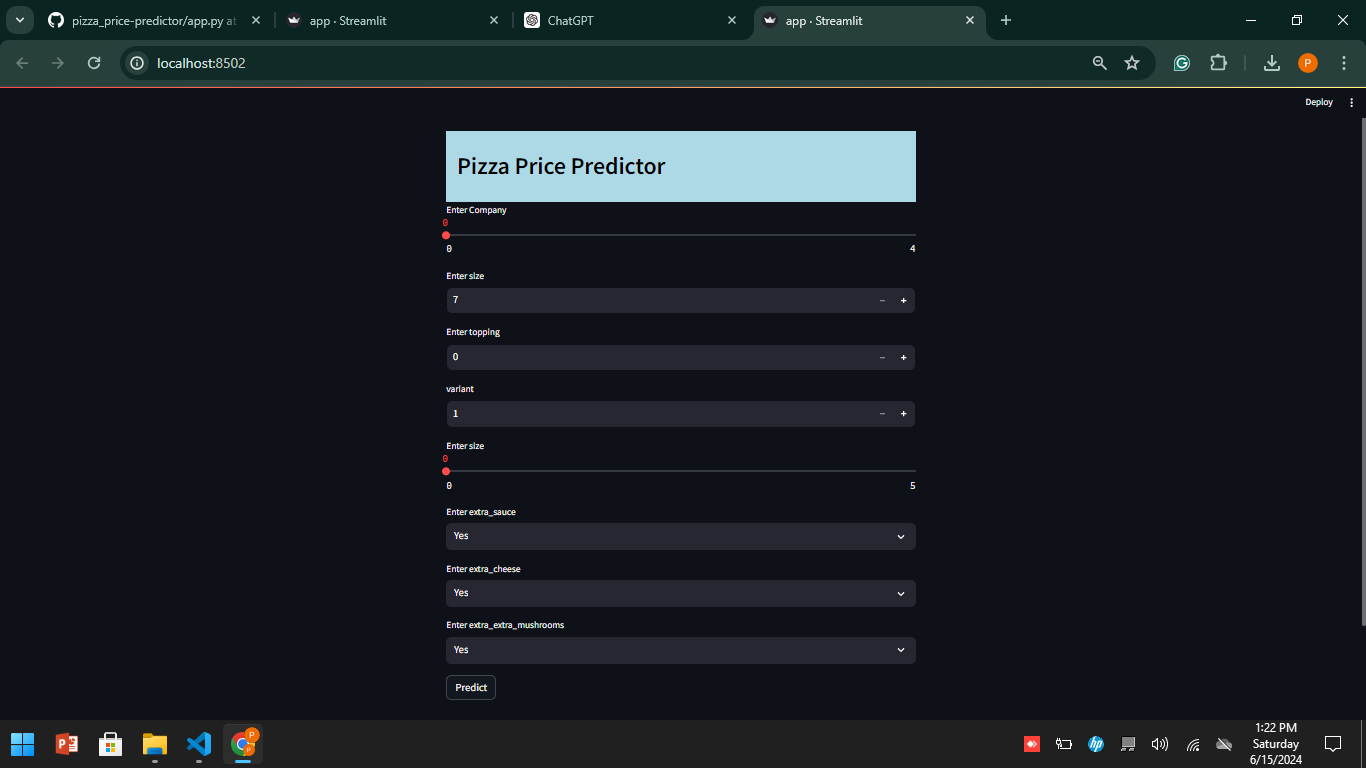 pizza_price-predictor/app.py at
app · Streamlit
ChatGPT
app · Streamlit
localhost:8502
P
Deploy
Pizza Price Predictor
Enter Company
0
0 4
Enter size
7
Enter topping
0
variant
1
Enter size
0
0 5
Enter extra_sauce
Yes
Enter extra_cheese
Yes
Enter extra_extra_mushrooms
Yes
Predict
1:22 PM
Saturday
6/15/2024